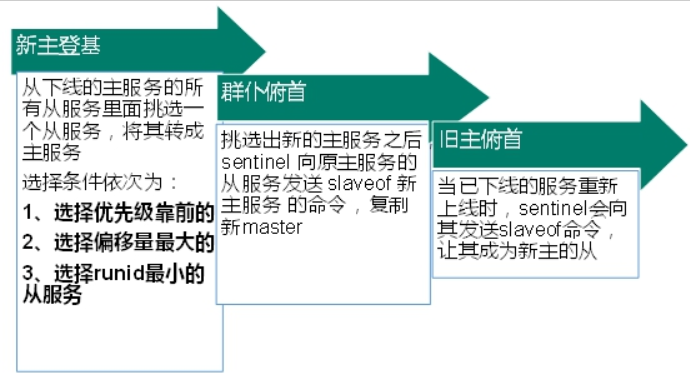 新主登基
从下线的主服务的所
有从服务里面挑选一
个从服务，将其转成
主服务
选择条件依次为：
1、选择优先级靠前的
2、选择偏移量最大的
3、选择runid最小的
从服务
群仆俯首
挑选出新的主服务之后，
sentinel 向原主服务的
从服务发送 slaveof 新
主服务 的命令，复制
新master
旧主俯首
当已下线的服务重新
上线时，sentinel会向
其发送slaveof命令，
让其成为新主的从